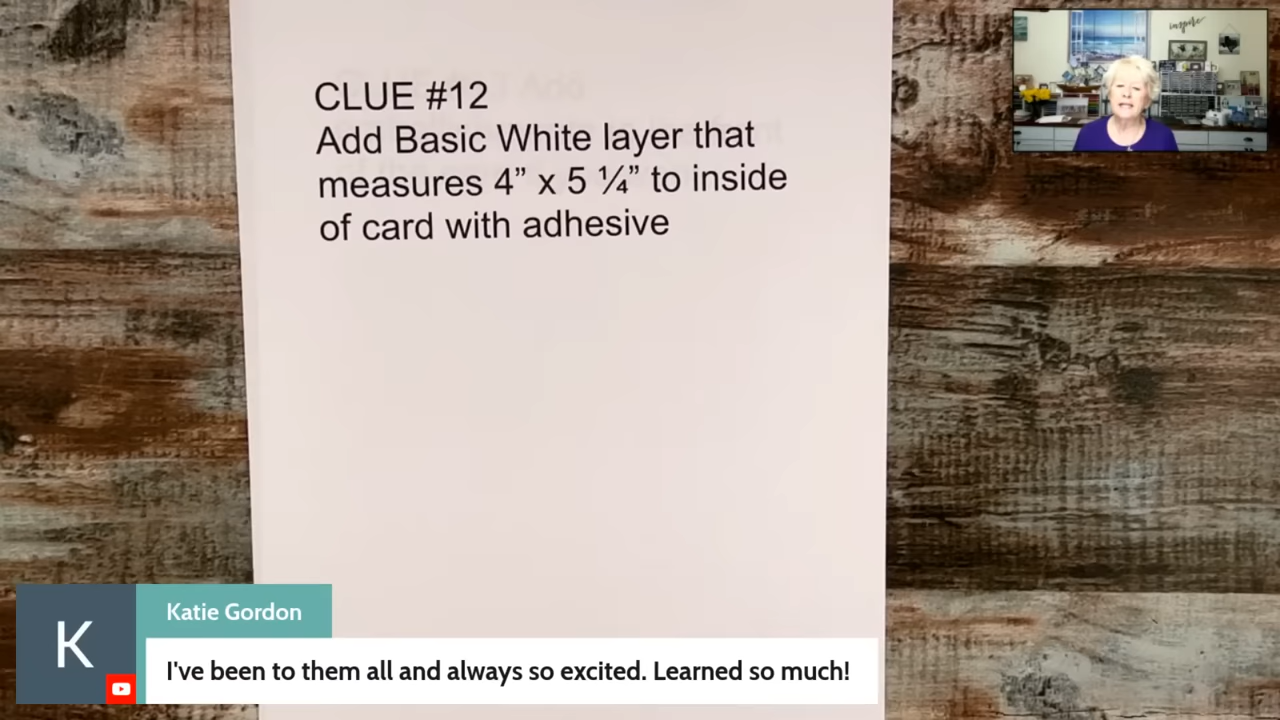 CLUE #12
Add Basic White layer that
measures 4” x 5 ¼” to inside
of card with adhesive
inspire
K
Katie Gordon
I've been to them all and always so excited. Learned so much!